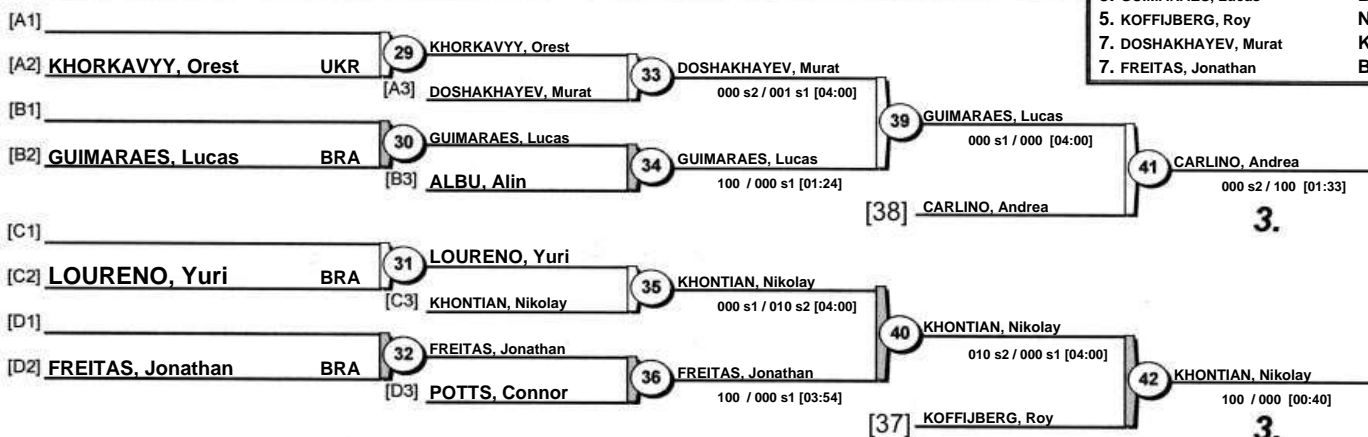 [A1]
[A2] KHORKAVYY, Orest UKR
29
KHORKAVYY, Orest
[A3] DOSHAKHAYEV, Murat
33
DOSHAKHAYEV, Murat
000 s2 / 001 s1 [04:00]
[B1]
[B2] GUIMARAES, Lucas BRA
30
GUIMARAES, Lucas
[B3] ALBU, Alin
34
GUIMARAES, Lucas
100 / 000 s1 [01:24]
39
GUIMARAES, Lucas
000 s1 / 000 [04:00]
[38] CARLINO, Andrea
41
CARLINO, Andrea
000 s2 / 100 [01:33]
3.
[C1]
[C2] LOURENO, Yuri BRA
31
LOURENO, Yuri
[C3] KHONTIAN, Nikolay
35
KHONTIAN, Nikolay
000 s1 / 010 s2 [04:00]
[D1]
[D2] FREITAS, Jonathan BRA
32
FREITAS, Jonathan
[D3] POTTS, Connor
36
FREITAS, Jonathan
100 / 000 s1 [03:54]
40
KHONTIAN, Nikolay
010 s2 / 000 s1 [04:00]
[37] KOFFIJBERG, Roy
42
KHONTIAN, Nikolay
100 / 000 [00:40]
3.
5. KOFFIJBERG, Roy N
7. DOSHAKHAYEV, Murat K
7. FREITAS, Jonathan B